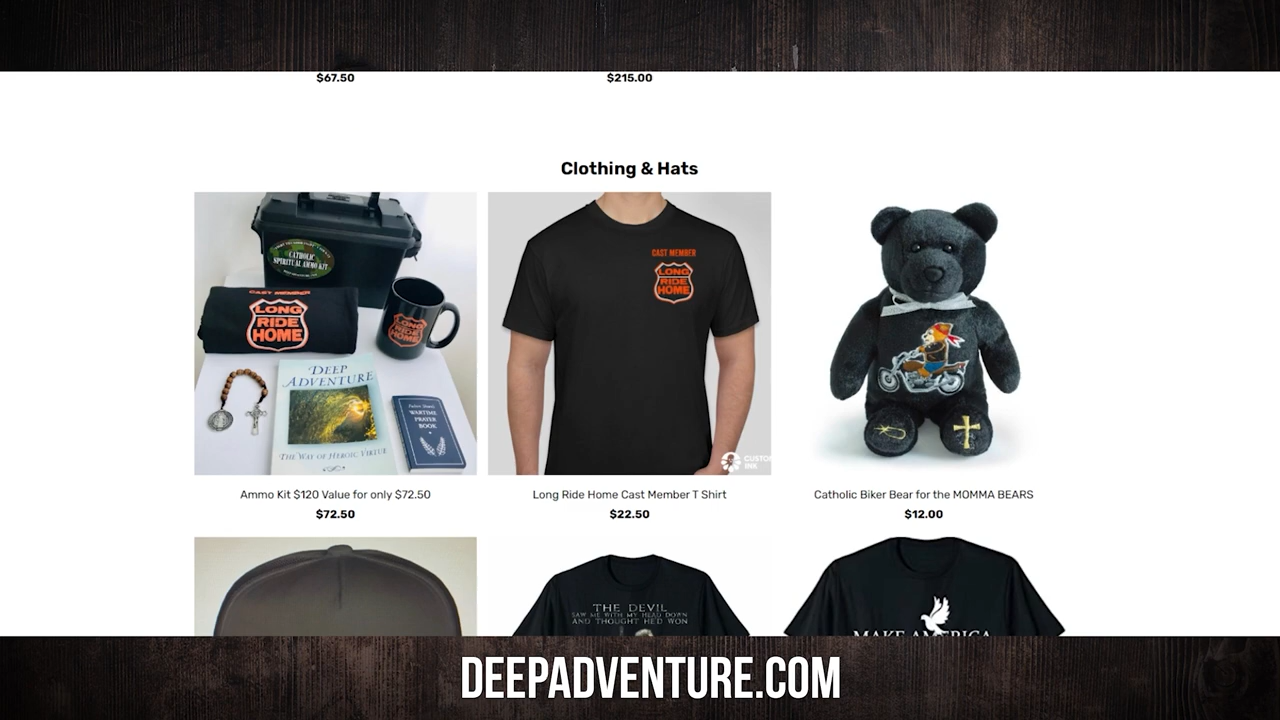 $67.50
$215.00
Clothing & Hats
CATHOLIC
SPIRITUAL AMMO KIT
CAST MEMBER
LONG
RIDE
HOME
LONG
RIDE
HOME
DEEP
ADVENTURE
THE WAY OF HEROIC VIRTUE
WARTIME
PRAYER
BOOK
CAST MEMBER
LONG
RIDE
HOME
CUSTOM
INK
Ammo Kit $120 Value for only $72.50
$72.50
Long Ride Home Cast Member T Shirt
$22.50
Catholic Biker Bear for the MOMMA BEARS
$12.00
THE DEVIL
SAW ME WITH MY HEAD DOWN
AND THOUGHT HE'D WON
MAKE AMERICA
DEEPADVENTURE.COM